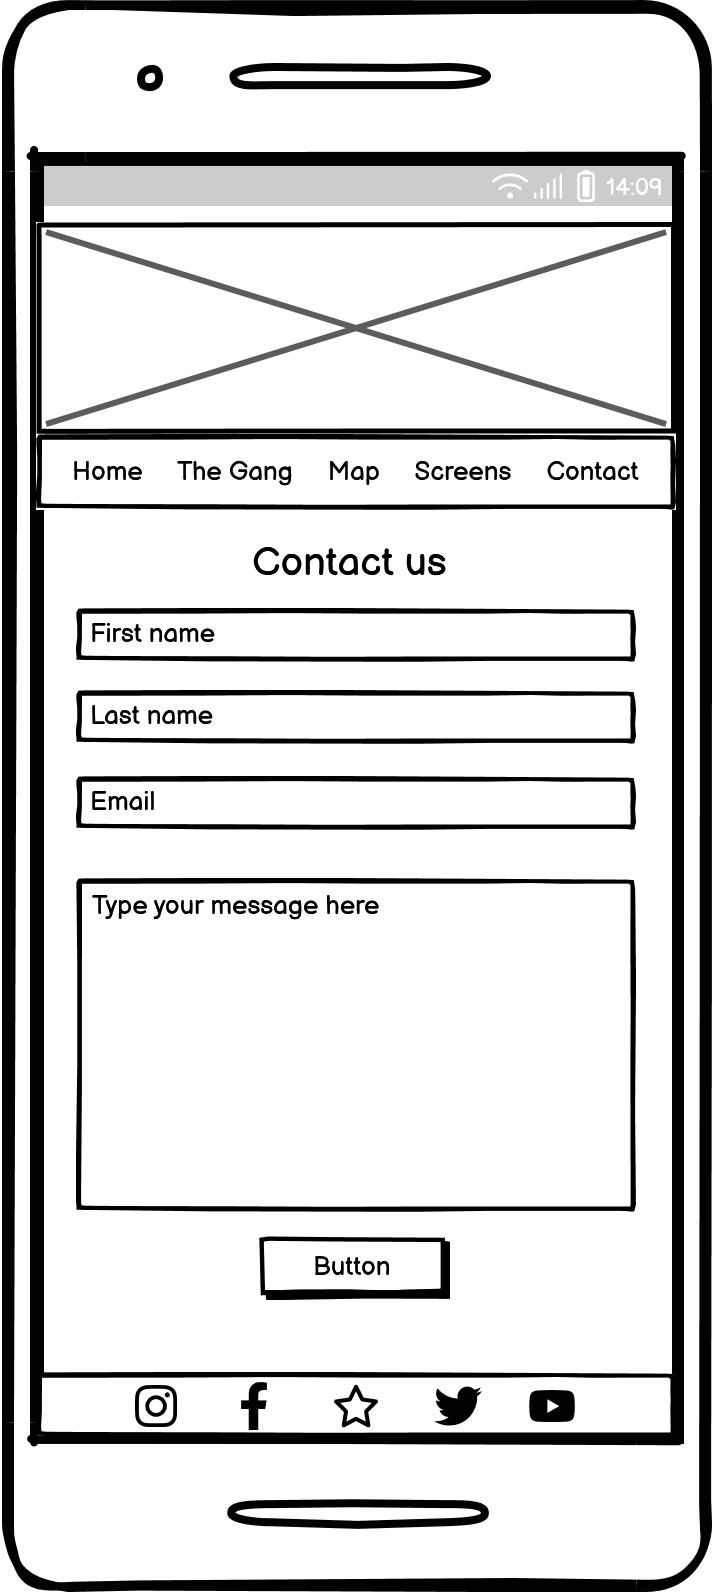 14:09
Home The Gang Map Screens Contact
Contact us
First name
Last name
Email
Type your message here
Button